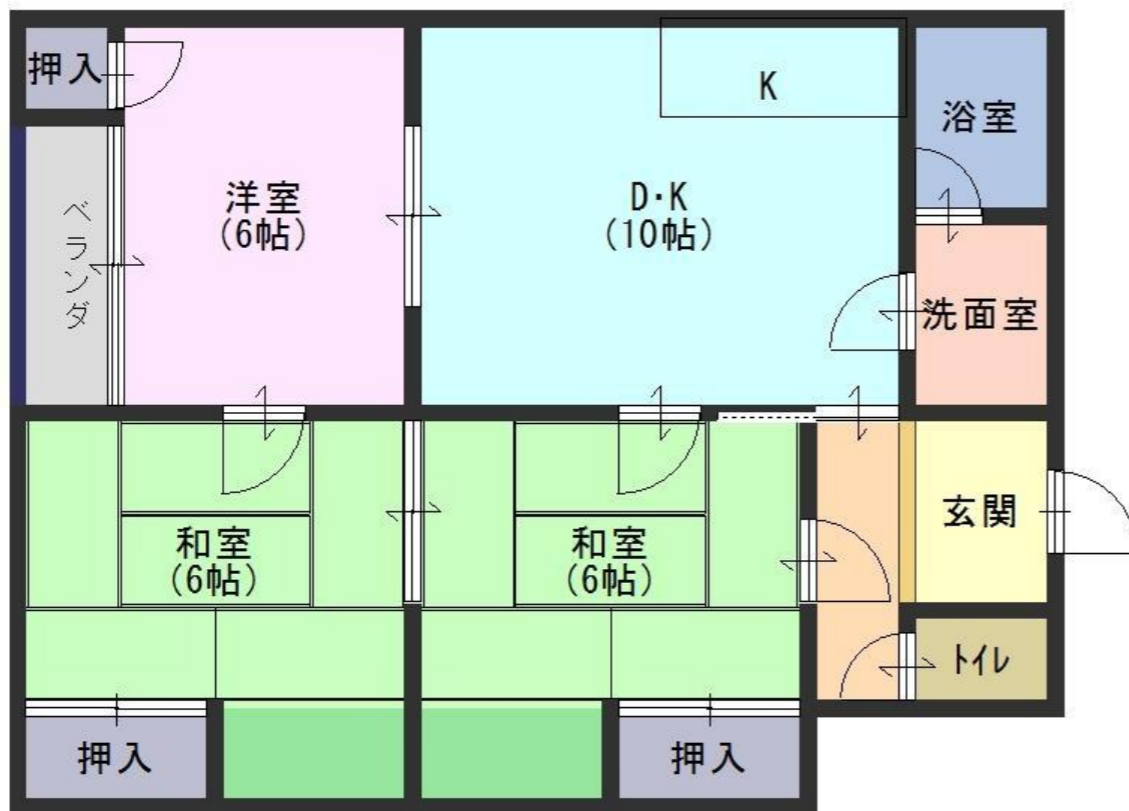 押入
K
浴室
洋室
(6帖)
D・K
(10帖)
ベランダ
洗面室
和室
(6帖)
和室
(6帖)
玄関
トイレ
押入
押入